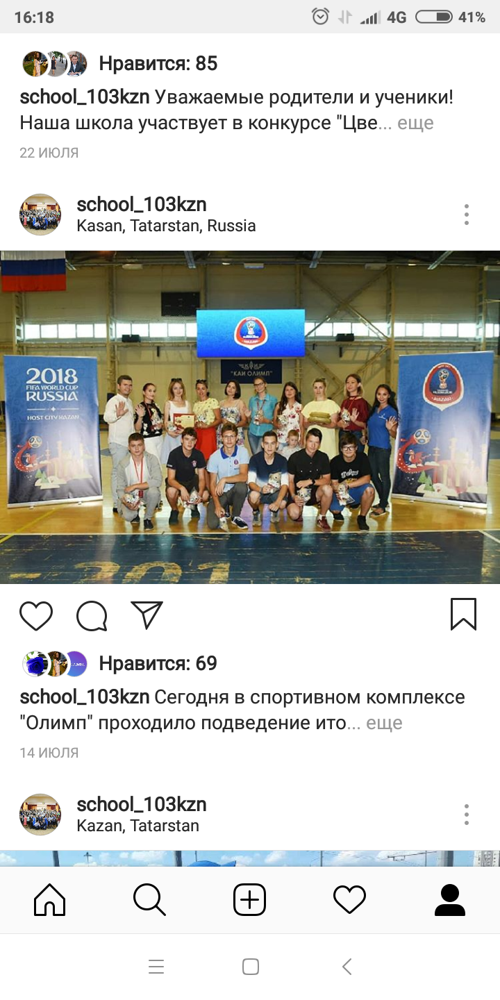 16:18
4G
41%
Нравится: 85
school_103kzn Уважаемые родители и ученики!
Наша школа участвует в конкурсе "Цве... еще
22 ИЮЛЯ
school_103kzn
Kasan, Tatarstan, Russia
КАИ
"КАИ ОЛИМП"
2018
FIFA WORLD CUP
RUSSIA
HOST CITY KAZAN
KAZAN
Нравится: 69
school_103kzn Сегодня в спортивном комплексе
"Олимп" проходило подведение ито... еще
14 ИЮЛЯ
school_103kzn
Kazan, Tatarstan